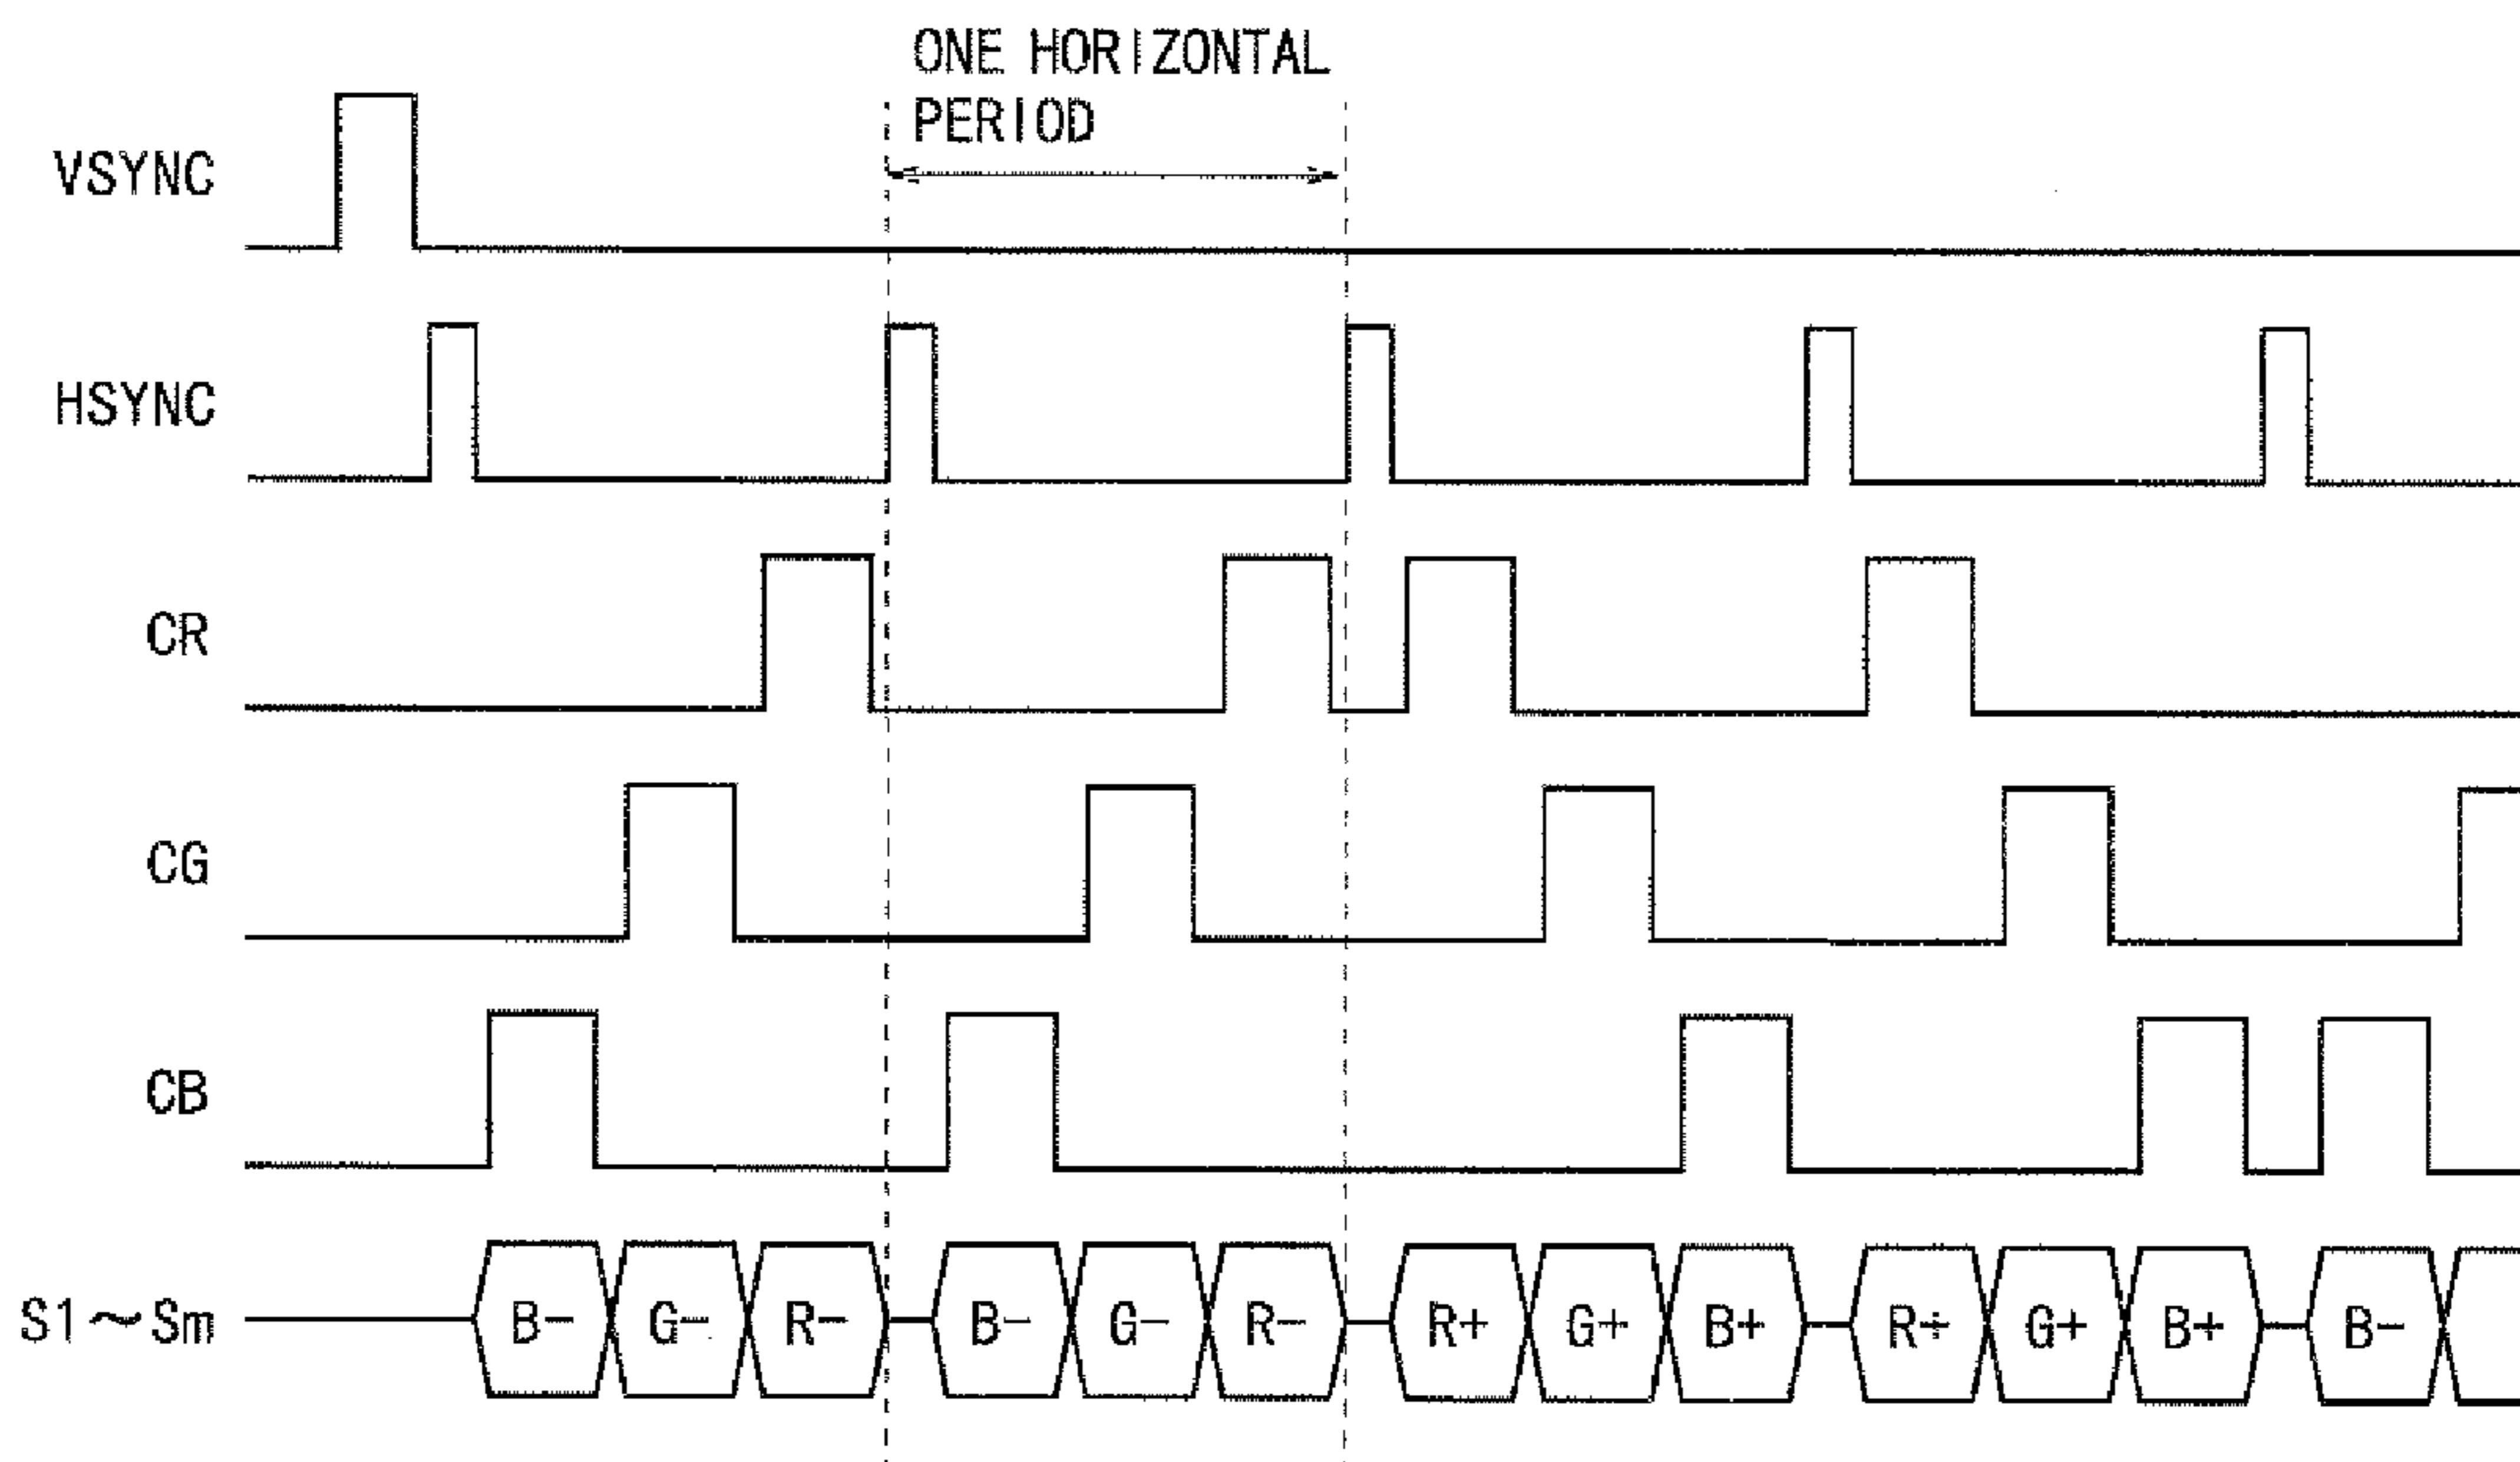 ONE HORIZONTAL
PERIOD
VSYNC
HSYNC
CR
CG
CB
S1~Sm B- G- R- B- G- R- R+ G+ B+ R+ G+ B+ B-